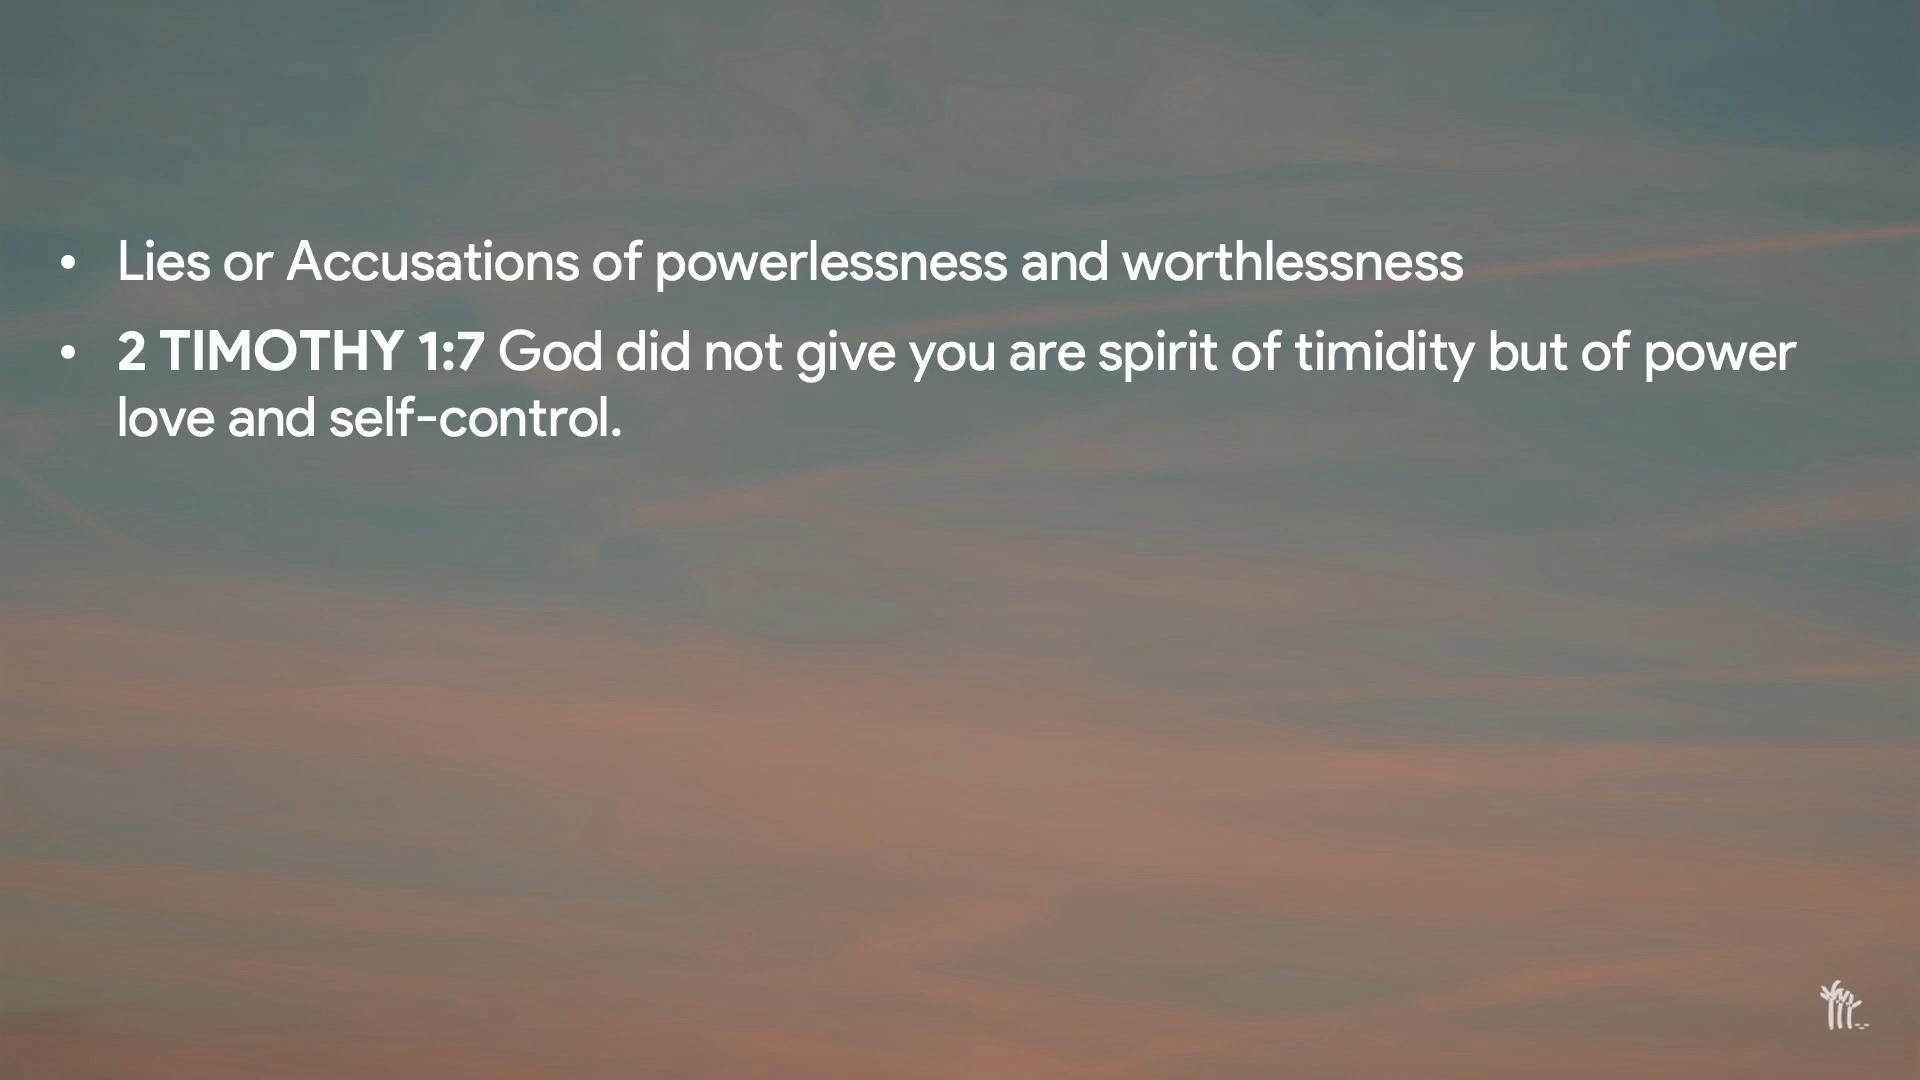 • Lies or Accusations of powerlessness and worthlessness
• 2 TIMOTHY 1:7 God did not give you are spirit of timidity but of power
love and self-control.